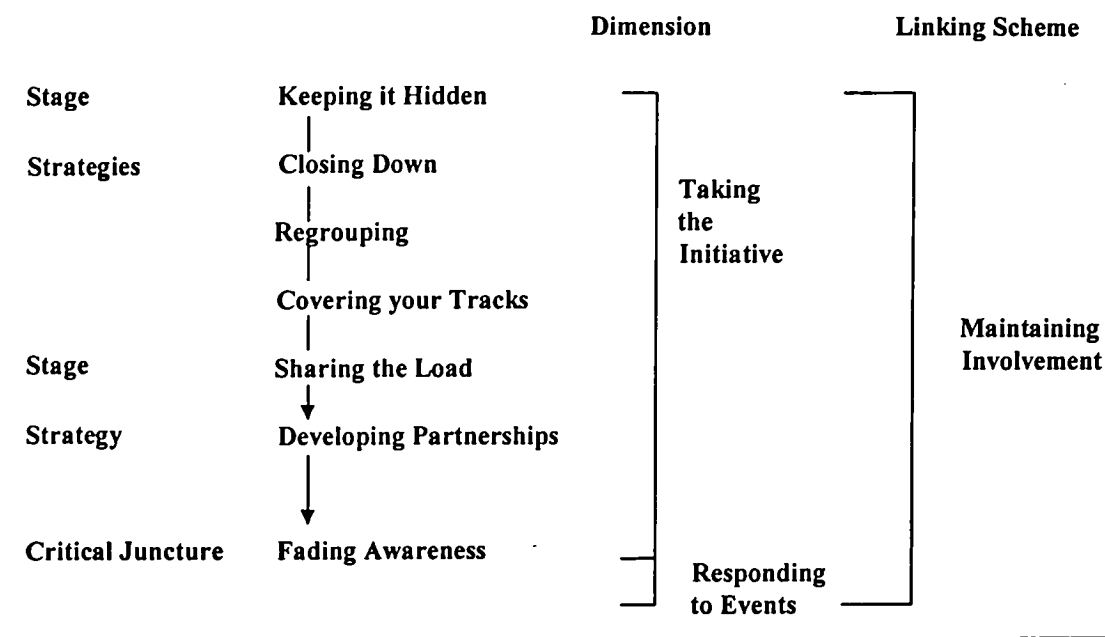 Dimension Linking Scheme
Stage Keeping it Hidden
Strategies Closing Down
Taking
the
Initiative
Regrouping
Covering your Tracks
Maintaining
Involvement
Stage Sharing the Load
Strategy Developing Partnerships
Critical Juncture Fading Awareness
Responding
to Events